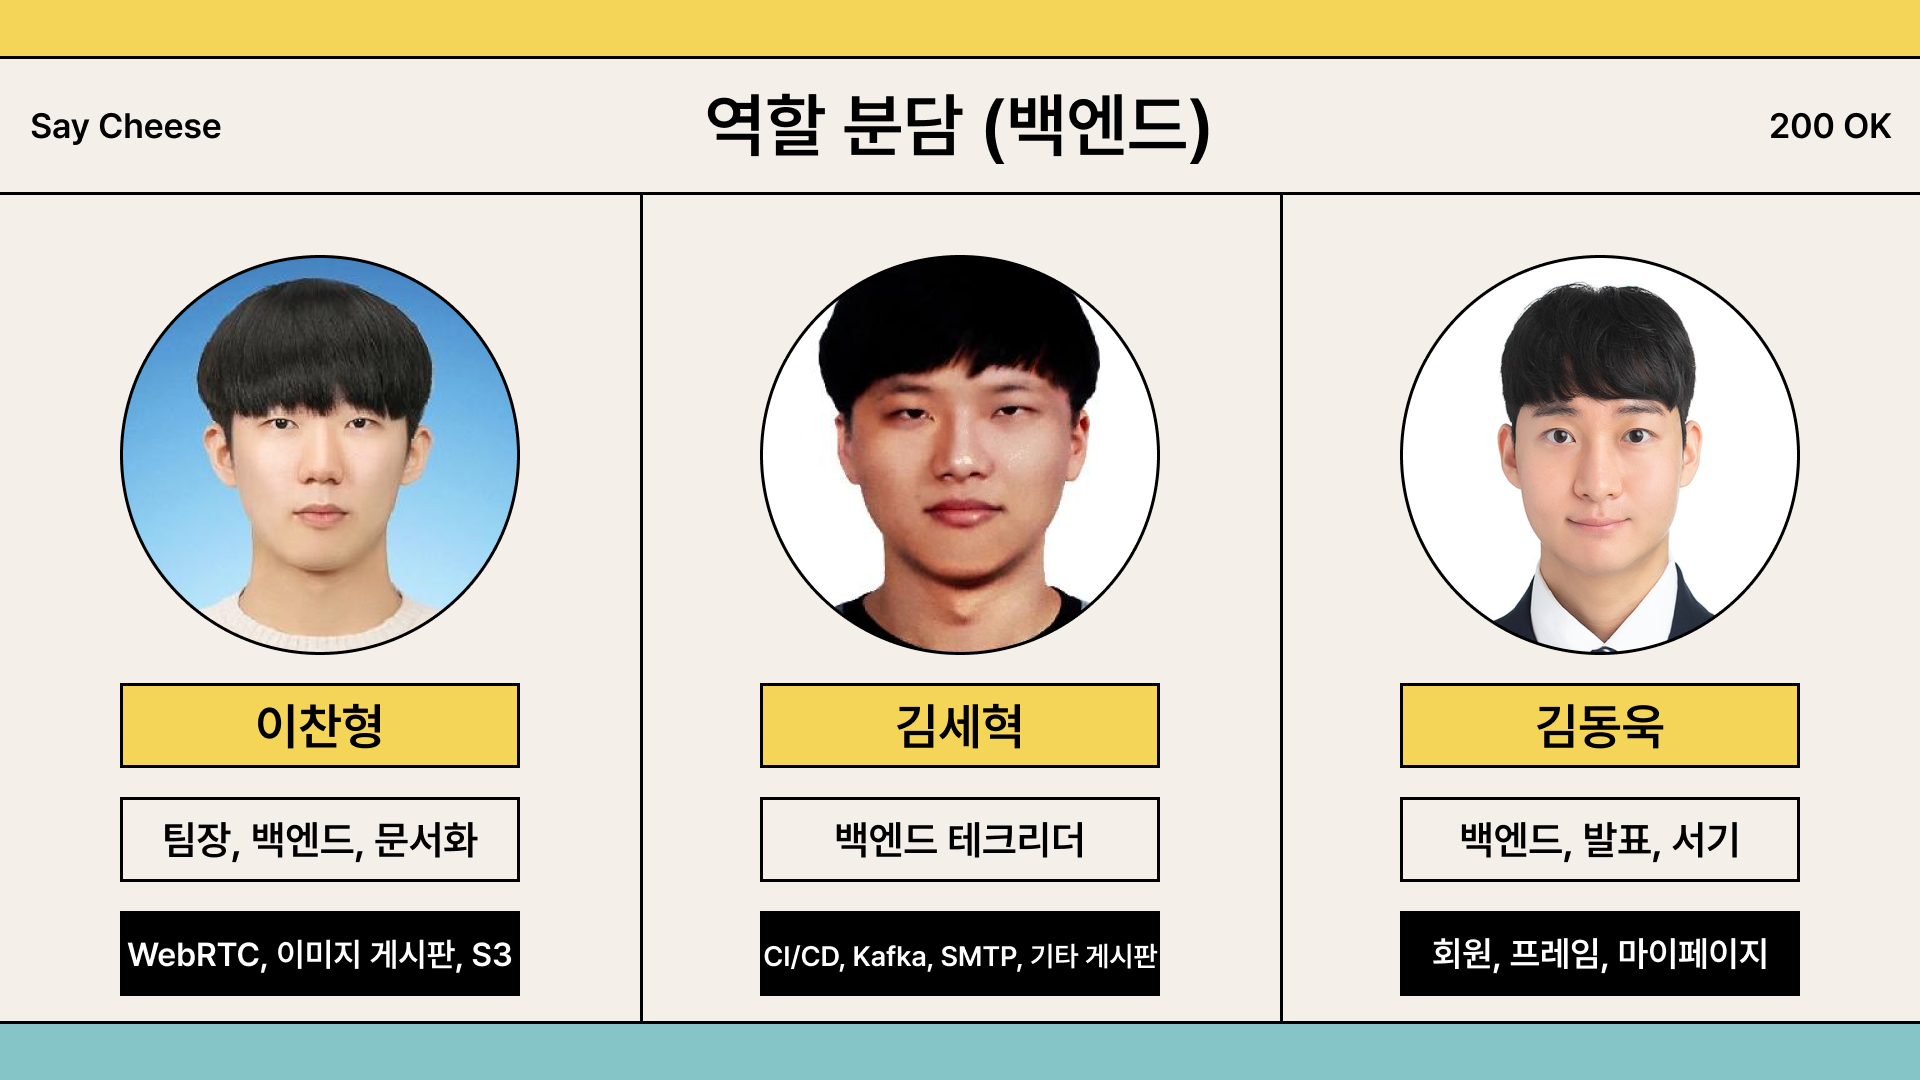 Say Cheese
역할 분담 (백엔드)
200 OK
이찬형
팀장, 백엔드, 문서화
WebRTC, 이미지 게시판, S3
김세혁
백엔드 테크리더
CI/CD, Kafka, SMTP, 기타 게시판
김동욱
백엔드, 발표, 서기
회원, 프레임, 마이페이지